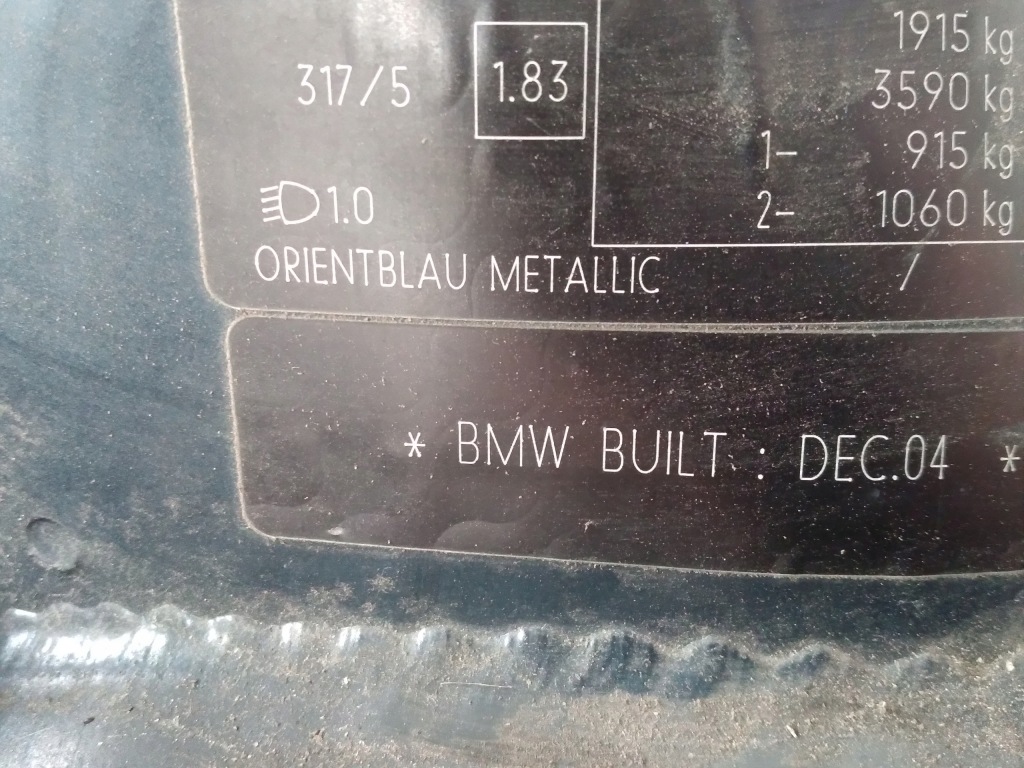 1915 kg
317/5 1.83 3590 kg
1- 915 kg
1.0 2- 1060 kg
ORIENTBLAU METALLIC /
* BMW BUILT : DEC.04 *